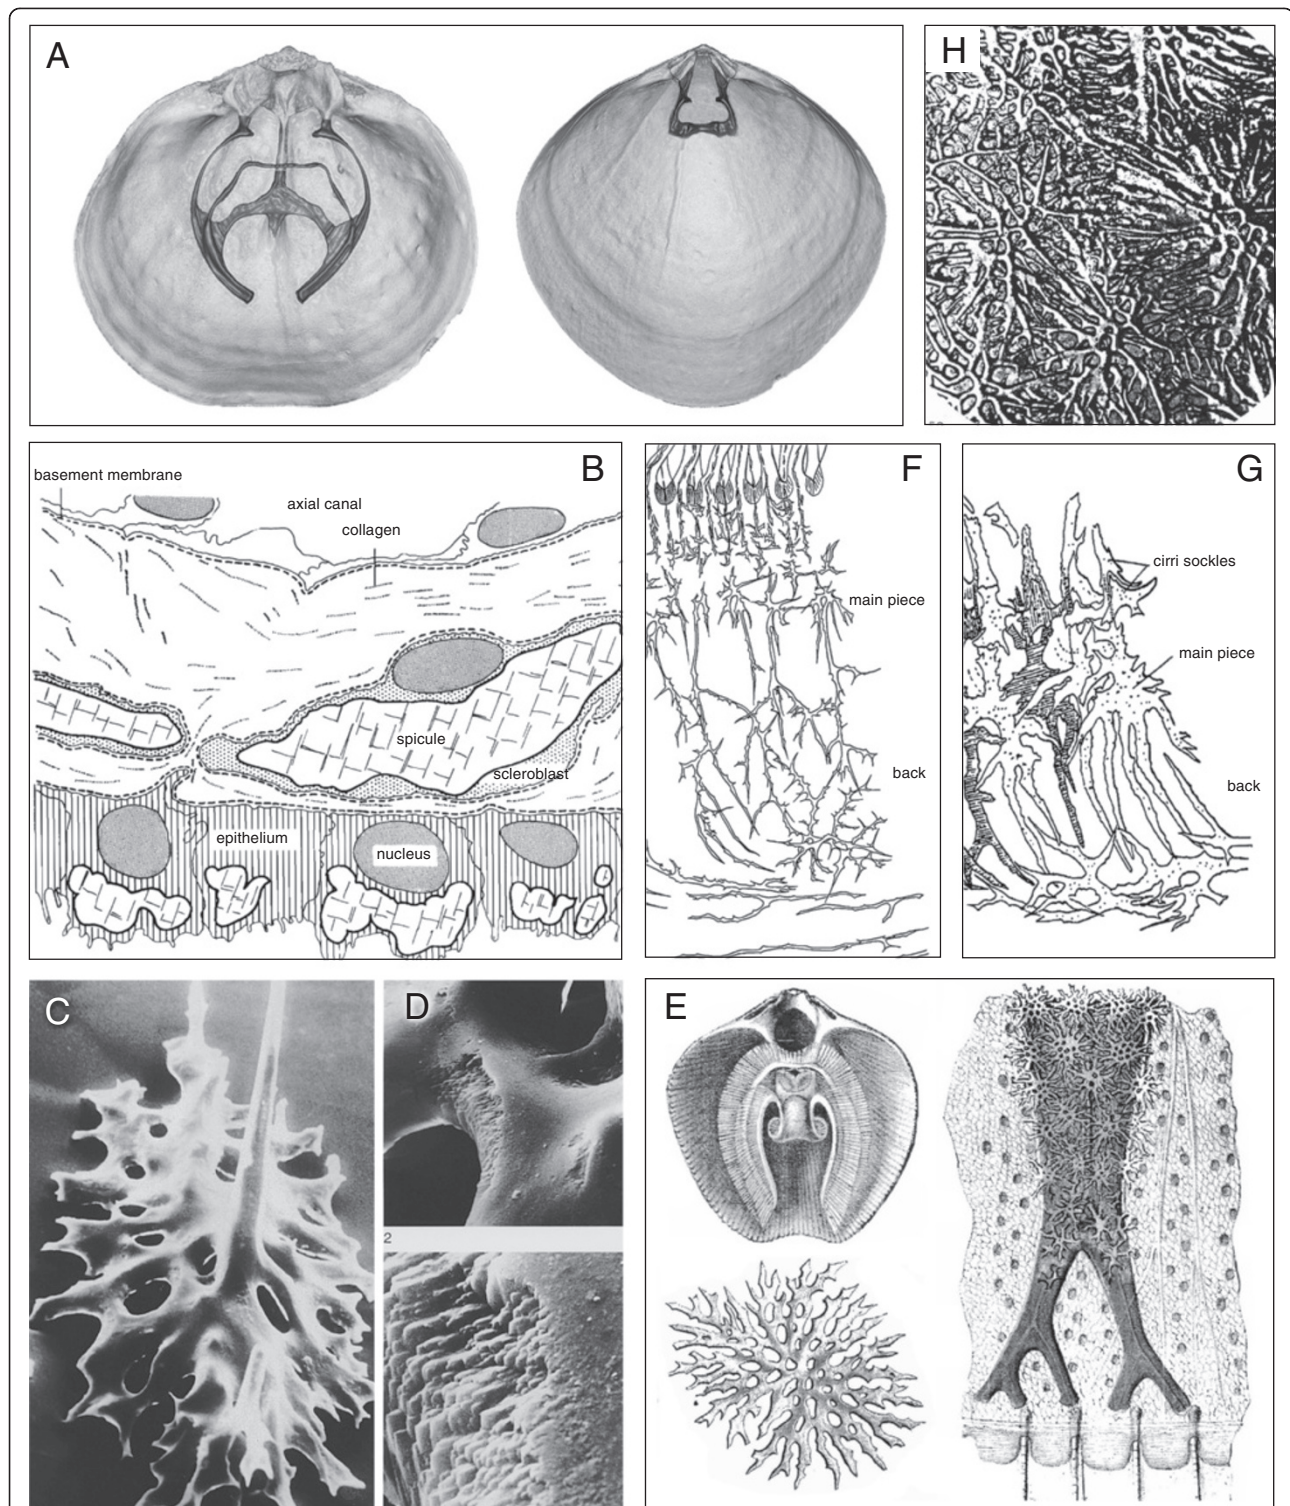 A
H
basement membrane
B
axial canal
collagen
spicule
scleroblast
epithelium
nucleus
F
main piece
back
G
cirri sockles
main piece
back
C
D
2
E